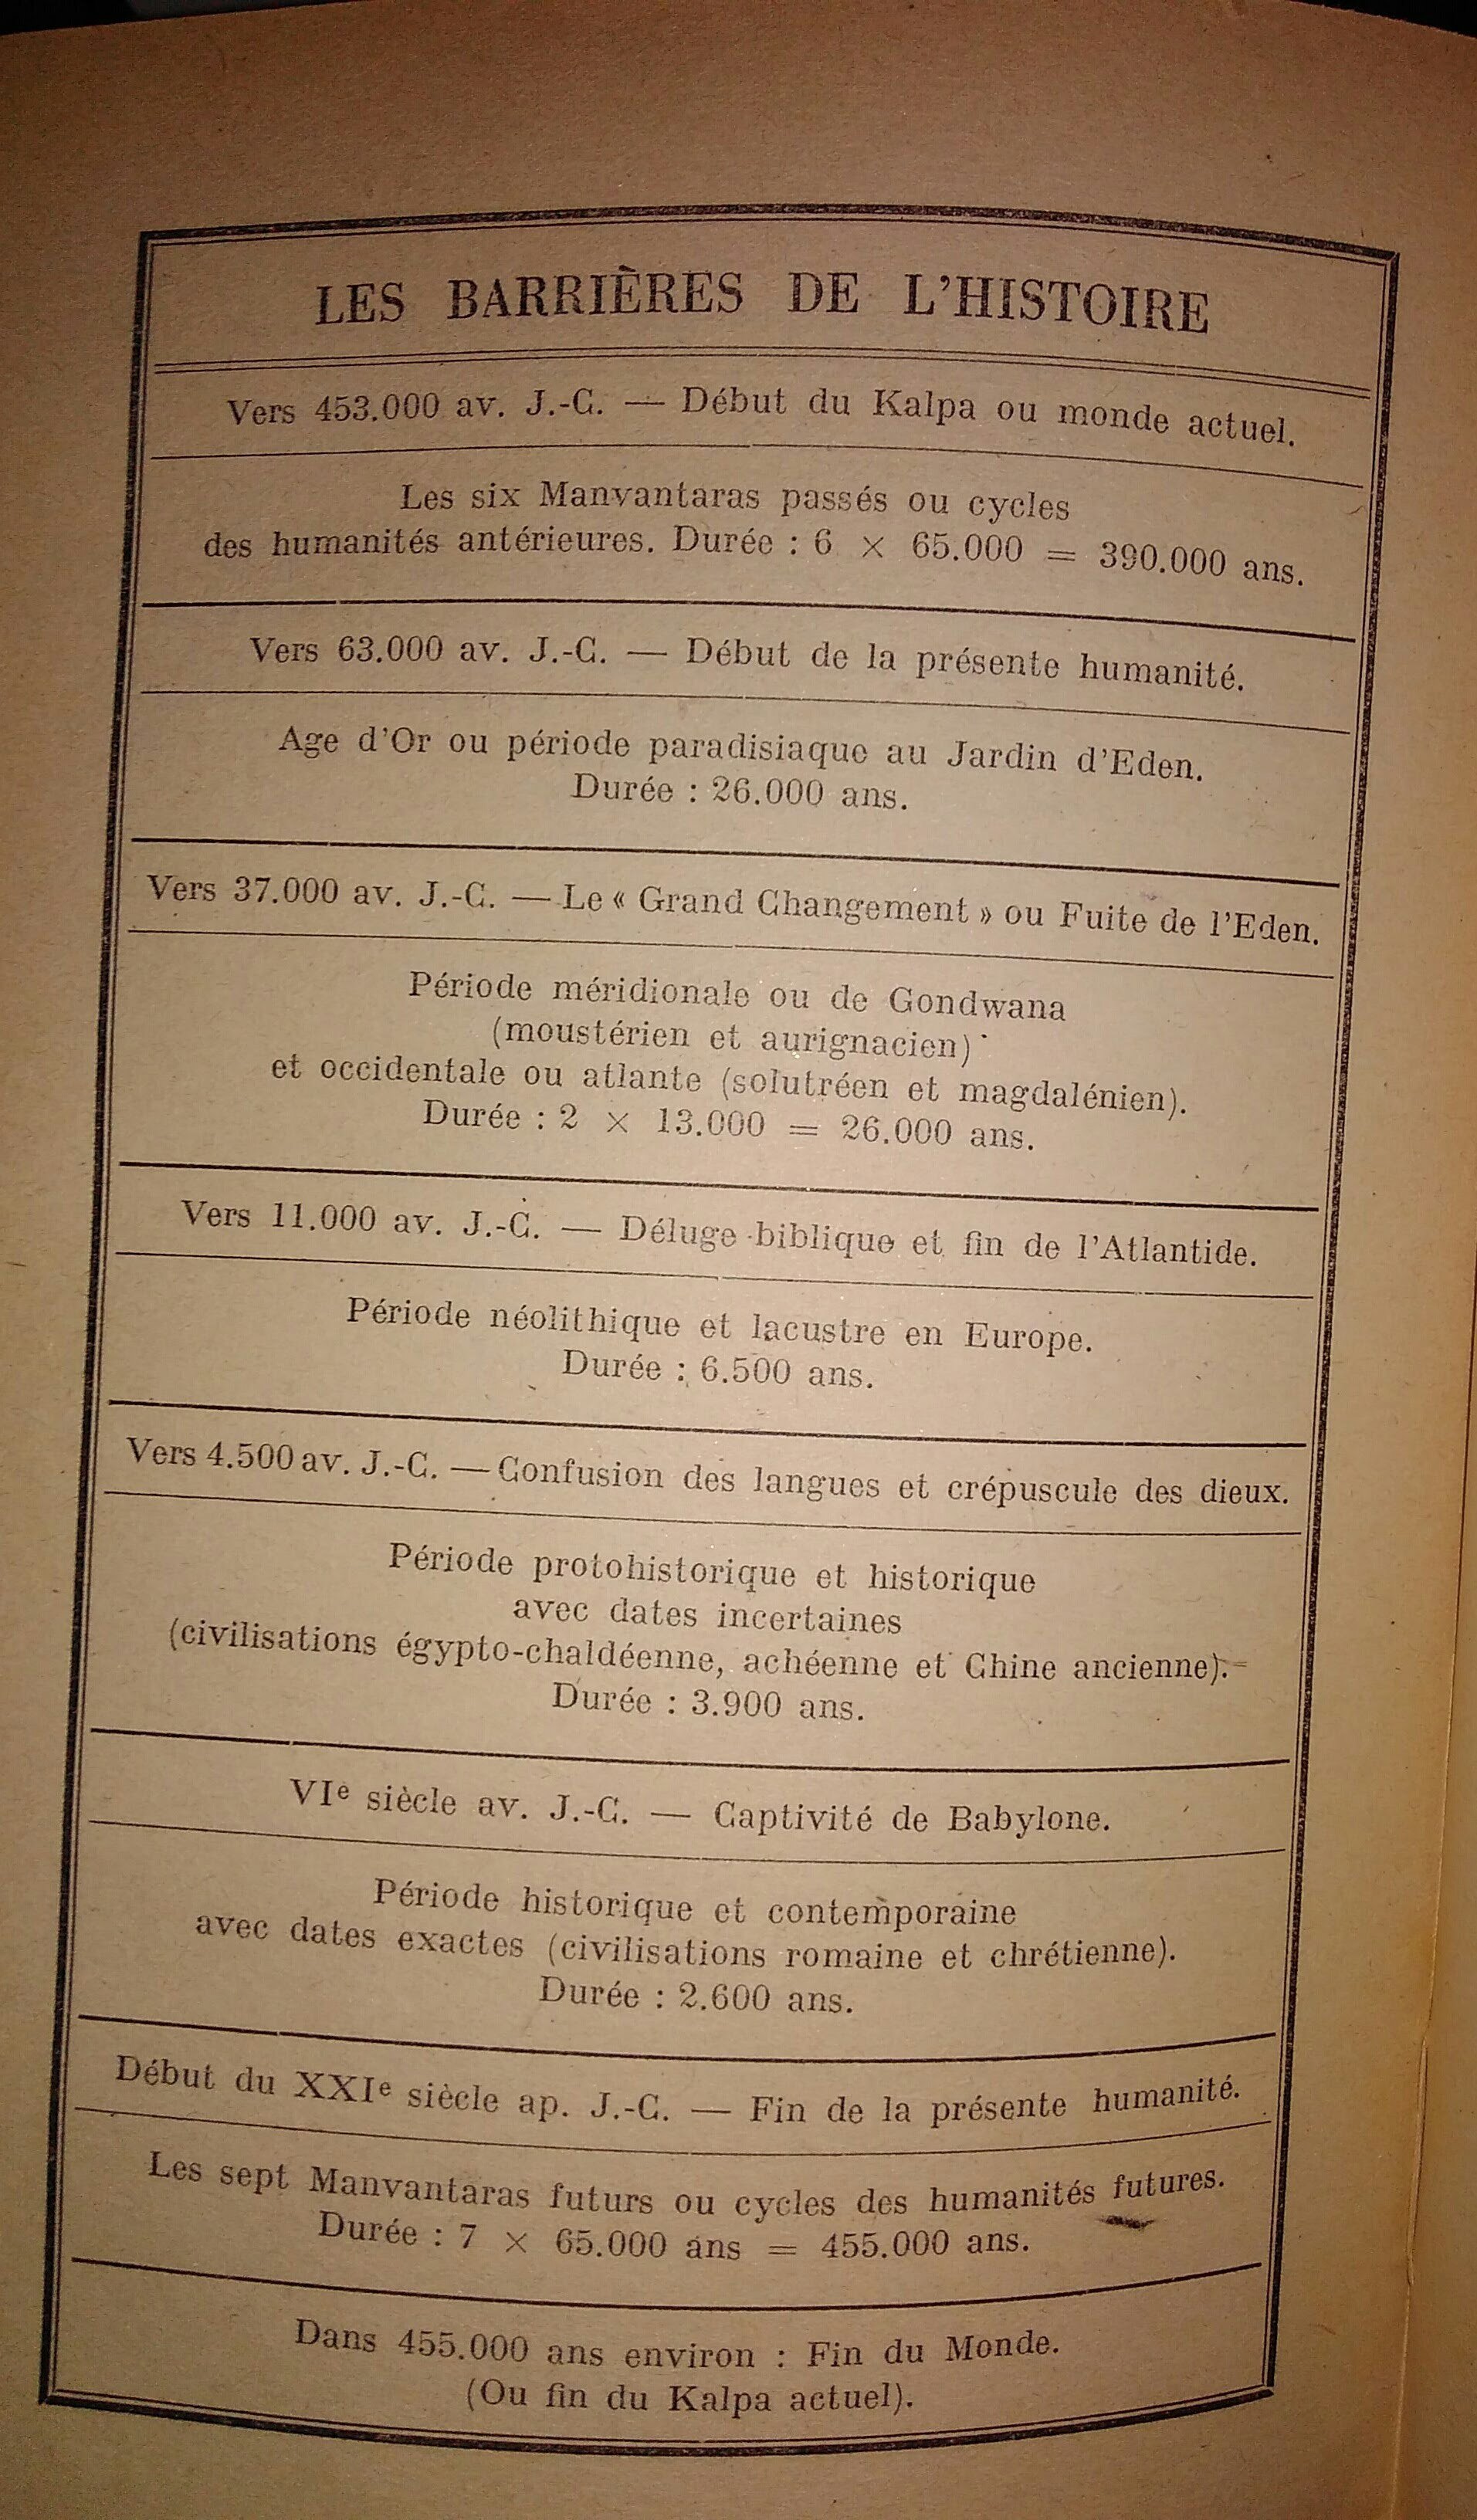 LES BARRIÈRES DE L'HISTOIRE
Vers 453.000 av. J.-C. — Début du Kalpa ou monde actuel.
Les six Manvantaras passés ou cycles
des humanités antérieures. Durée : 6 × 65.000 = 390.000 ans.
Vers 63.000 av. J.-C. — Début de la présente humanité.
Age d'Or ou période paradisiaque au Jardin d'Eden.
Durée : 26.000 ans.
Vers 37.000 av. J.-C. — Le « Grand Changement » ou Fuite de l'Eden.
Période méridionale ou de Gondwana
(moustérien et aurignacien)
et occidentale ou atlante (solutréen et magdalénien).
Durée : 2 × 13.000 = 26.000 ans.
Vers 11.000 av. J.-C. — Déluge biblique et fin de l'Atlantide.
Période néolithique et lacustre en Europe.
Durée : 6.500 ans.
Vers 4.500 av. J.-C. — Confusion des langues et crépuscule des dieux.
Période protohistorique et historique
avec dates incertaines
(civilisations égypto-chaldéenne, achéenne et Chine ancienne).
Durée : 3.900 ans.
VIe siècle av. J.-C. — Captivité de Babylone.
Période historique et contemporaine
avec dates exactes (civilisations romaine et chrétienne).
Durée : 2.600 ans.
Début du XXIe siècle ap. J.-C. — Fin de la présente humanité.
Les sept Manvantaras futurs ou cycles des humanités futures.
Durée : 7 × 65.000 ans = 455.000 ans.
Dans 455.000 ans environ : Fin du Monde.
(Ou fin du Kalpa actuel).